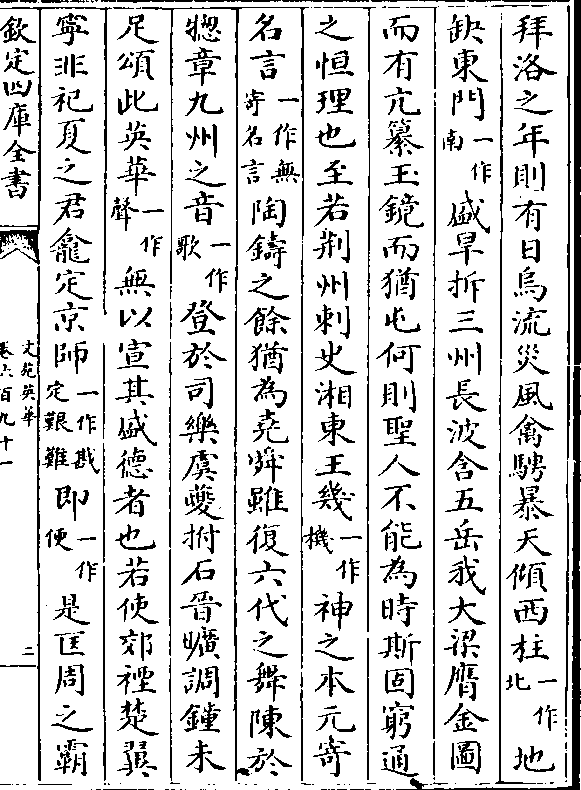 拜洛之年則有日烏流災風禽騁暴天傾西柱一作北地
缺東門一作南盛旱拆三州長波含五岳我大梁膺金圖
而有亢纂玉鏡而猶屯何則聖人不能為時斯固窮通
之恒理也至若荆州刺史湘東王幾一作機神之本元寄
名言一作無寄名言陶鑄之餘猶為堯舜雖復六代之舞陳於
揔章九州之音一作歌登於司樂虞夔拊石晉曠調鐘未
足頌此英華一作聲無以宣其盛德者也若使郊禋楚翼
寧非祀夏之君龕定京師一作戡定艱難即一作便是匡周之霸
欽定四庫全書
文苑英華
卷六百九十一
二